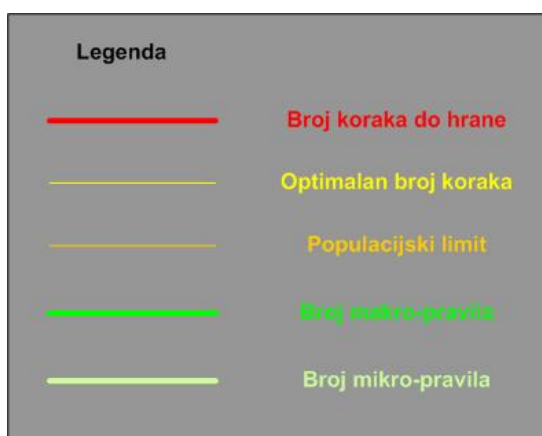 Legenda
Broj koraka do hrane
Optimalan broj koraka
Populacijski limit
Broj makro-pravila
Broj mikro-pravila